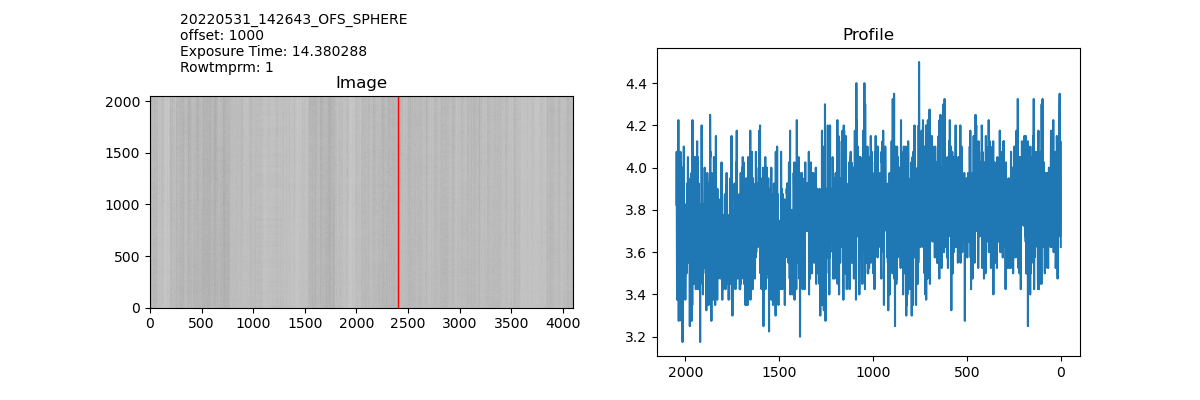 20220531_142643_OFS_SPHERE
offset: 1000
Exposure Time: 14.380288
Rowtmprm: 1
Image
2000
1500
1000
500
0
0 500 1000 1500 2000 2500 3000 3500 4000
Profile
4.4
4.2
4.0
3.8
3.6
3.4
3.2
2000 1500 1000 500 0